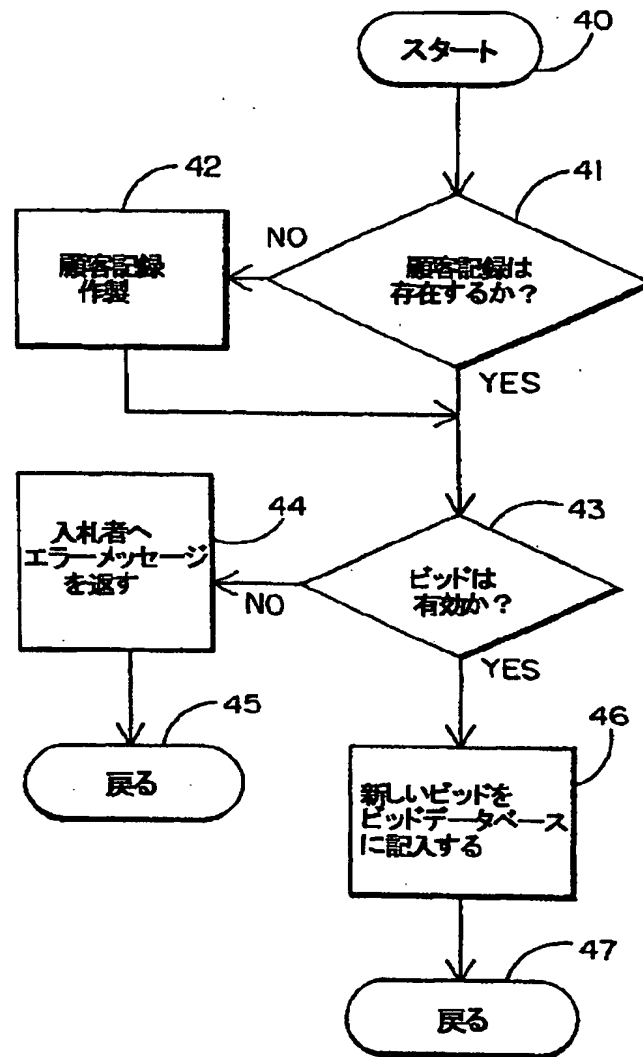 スタート
40
42
41
NO
顧客記録
作製
顧客記録は
存在するか？
YES
44
43
入札者へ
エラーメッセージ
を返す
ビッドは
有効か？
NO
YES
45
46
戻る
新しいビッドを
ビッドデータベース
に記入する
47
戻る